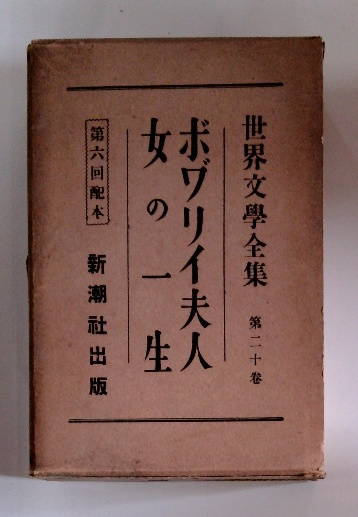 世界文學全集 第二十卷
ボワ゛リイ夫人
女の一生
第六回配本
新潮社出版